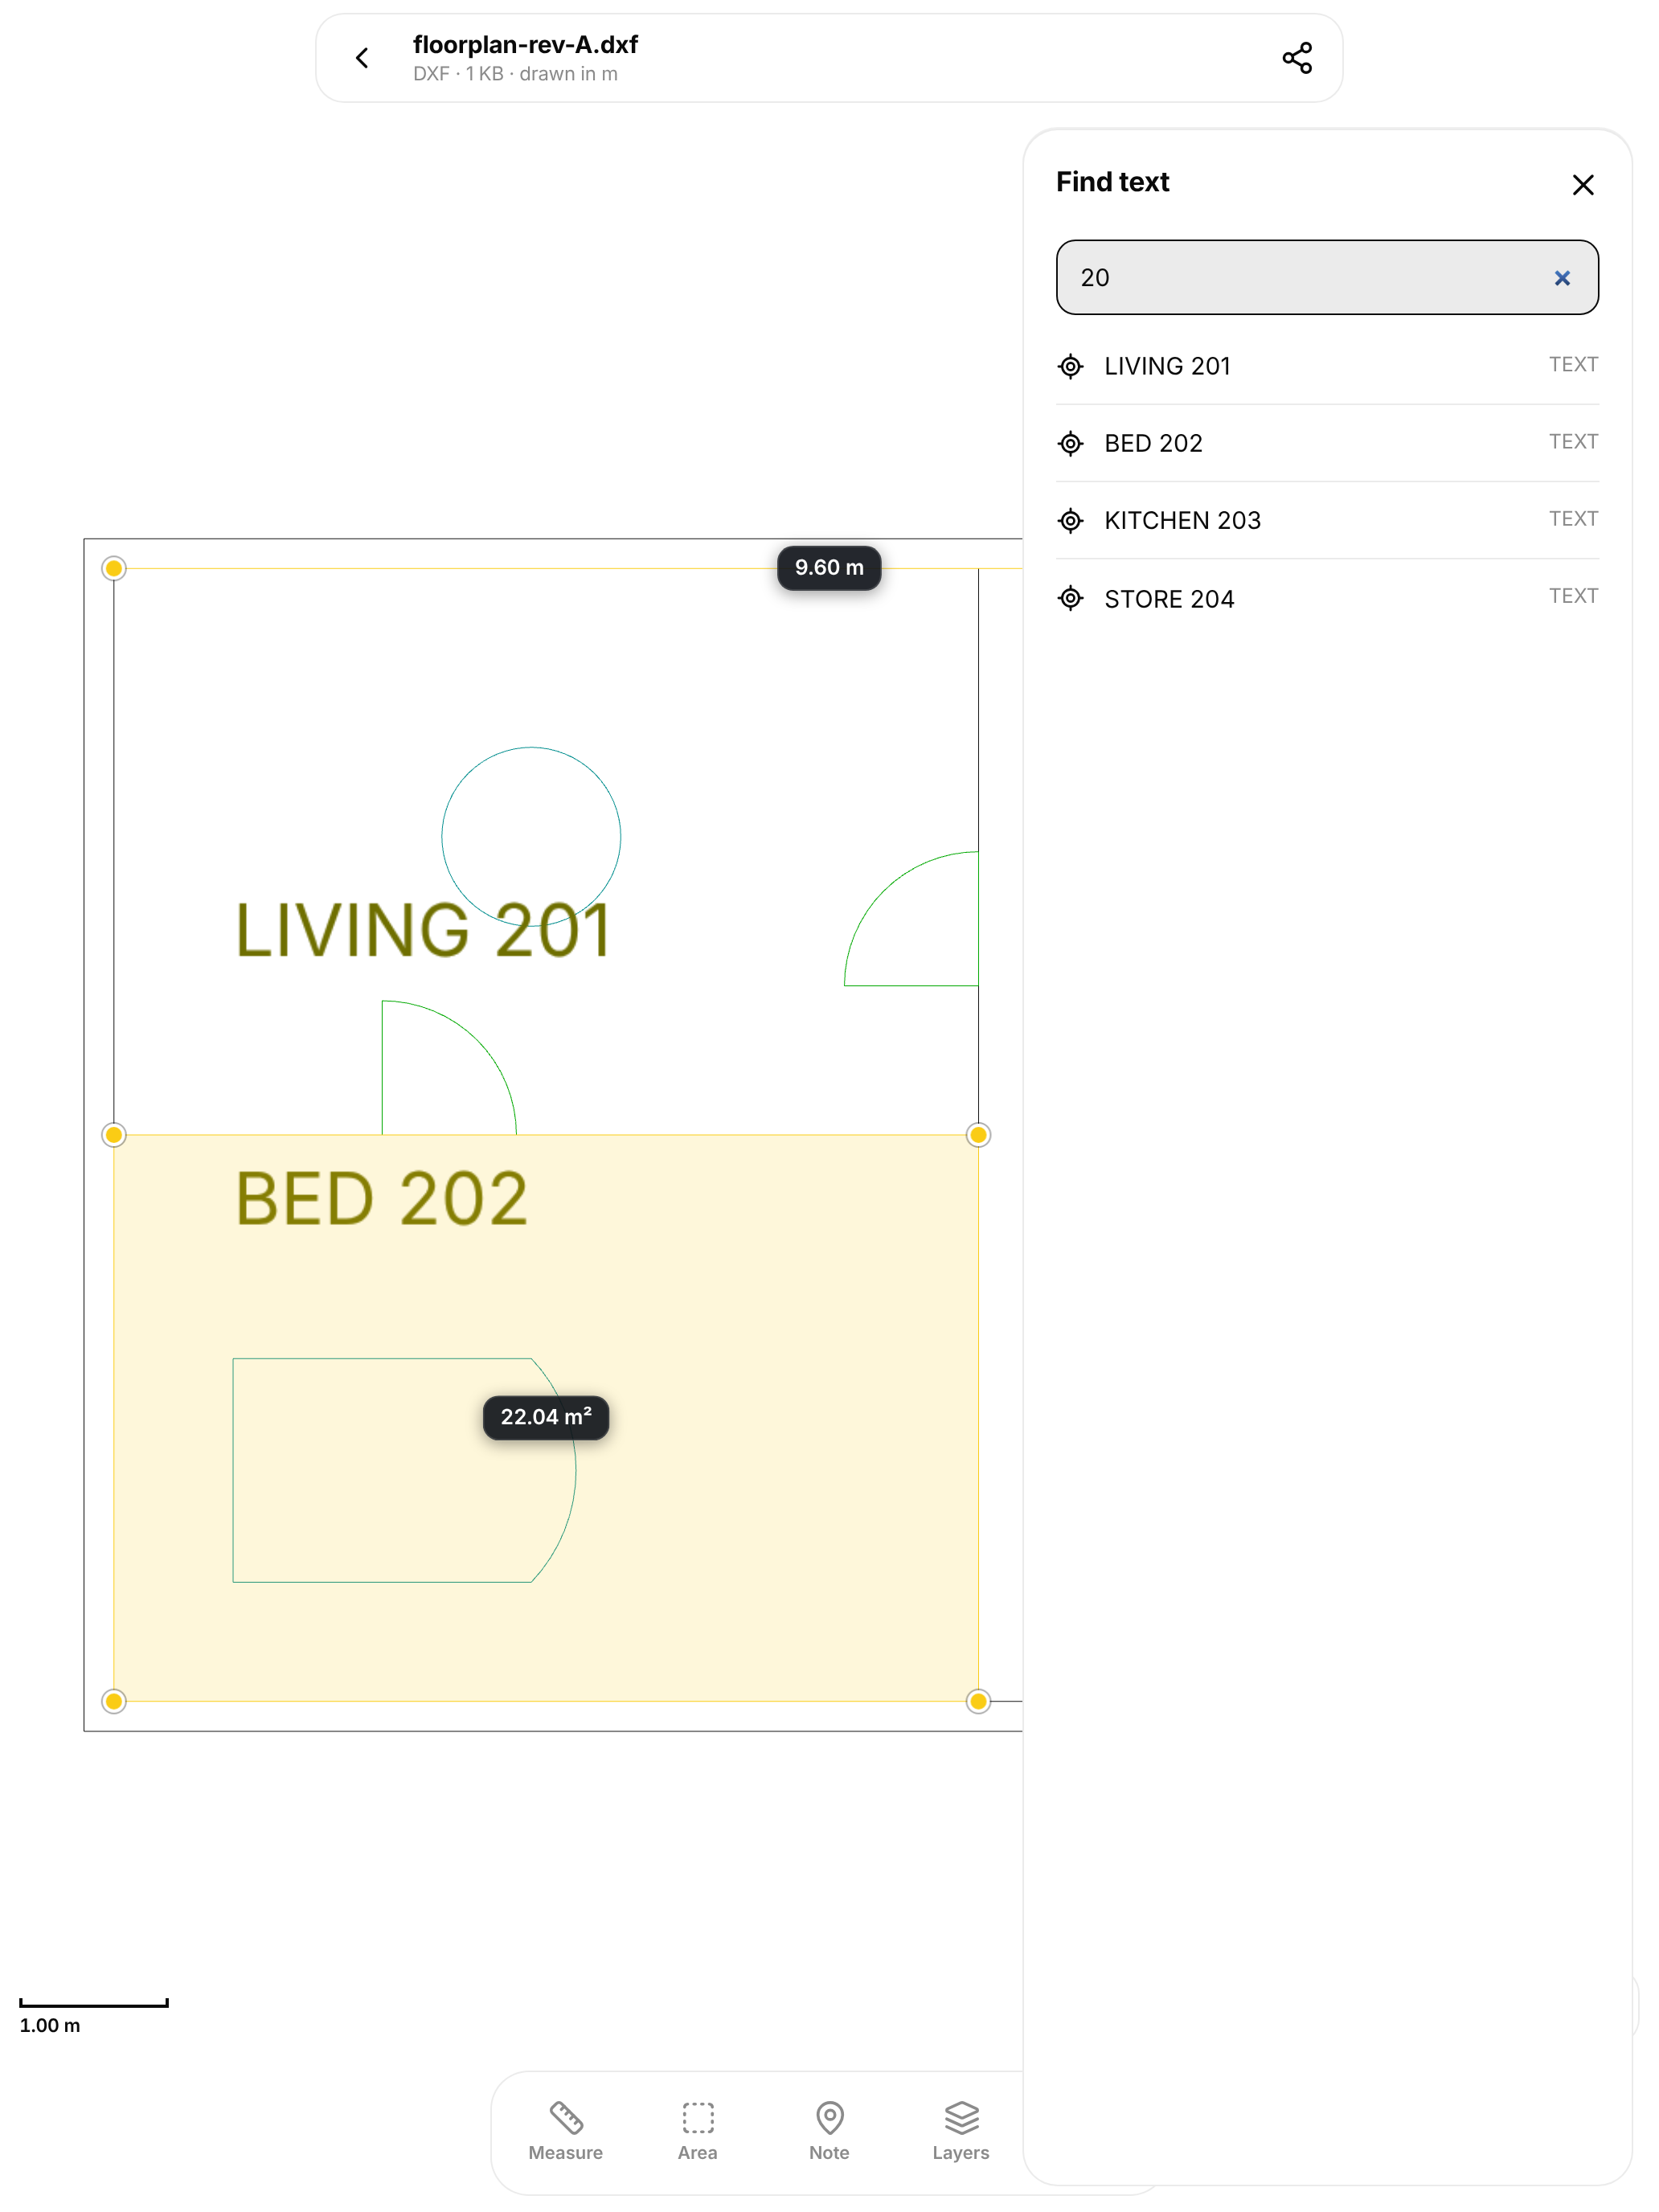 floorplan-rev-A.dxf
DXF · 1 KB · drawn in m
Find text
20
LIVING 201 TEXT
BED 202 TEXT
KITCHEN 203 TEXT
STORE 204 TEXT
9.60 m
LIVING 201
BED 202
22.04 m²
1.00 m
Measure Area Note Layers